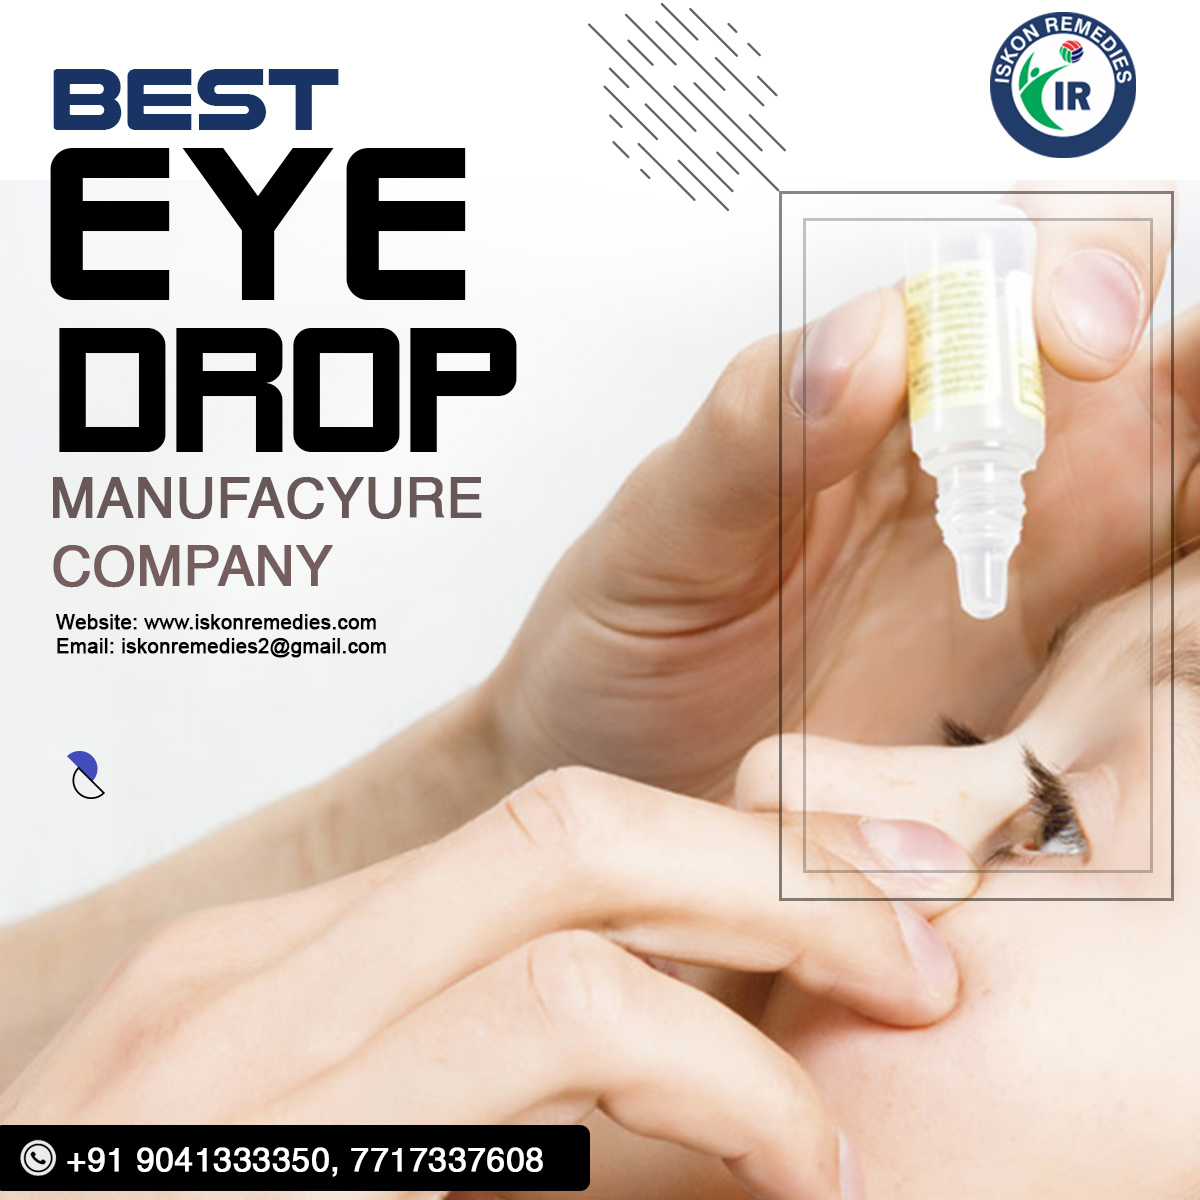 BEST
ISKON REMEDIES
IR
EYE
DROP
MANUFACYURE
COMPANY
Website: www.iskonremedies.com
Email: iskonremedies2@gmail.com
+91 9041333350, 7717337608